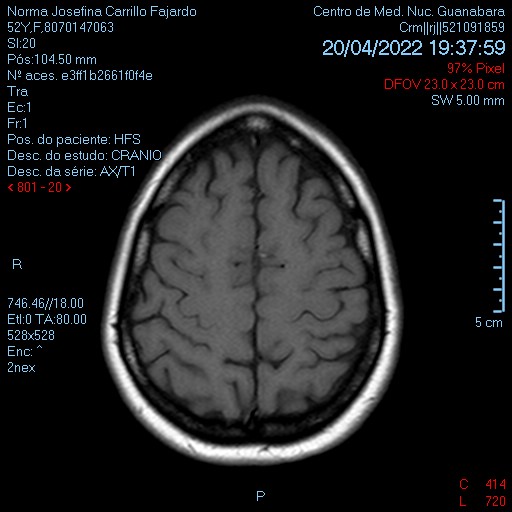 Norma Josefina Carrillo Fajardo
52Y,F,8070147063
Sl:20
Pós:104.50 mm
Nº aces. e3ff1b2661f0f4e
Tra
Ec:1
Fr:1
Pos. do paciente: HFS
Desc. do estudo: CRANIO
Desc. da série: AX/T1
< 801 - 20 >
Centro de Med. Nuc. Guanabara
Crm||rj||521091859
20/04/2022 19:37:59
97% Pixel
DFOV 23.0 x 23.0 cm
SW 5.00 mm
R
5 cm
746.46//18.00
Etl:0 TA:80.00
528x528
Enc: ^
2nex
P
C 414
L 720